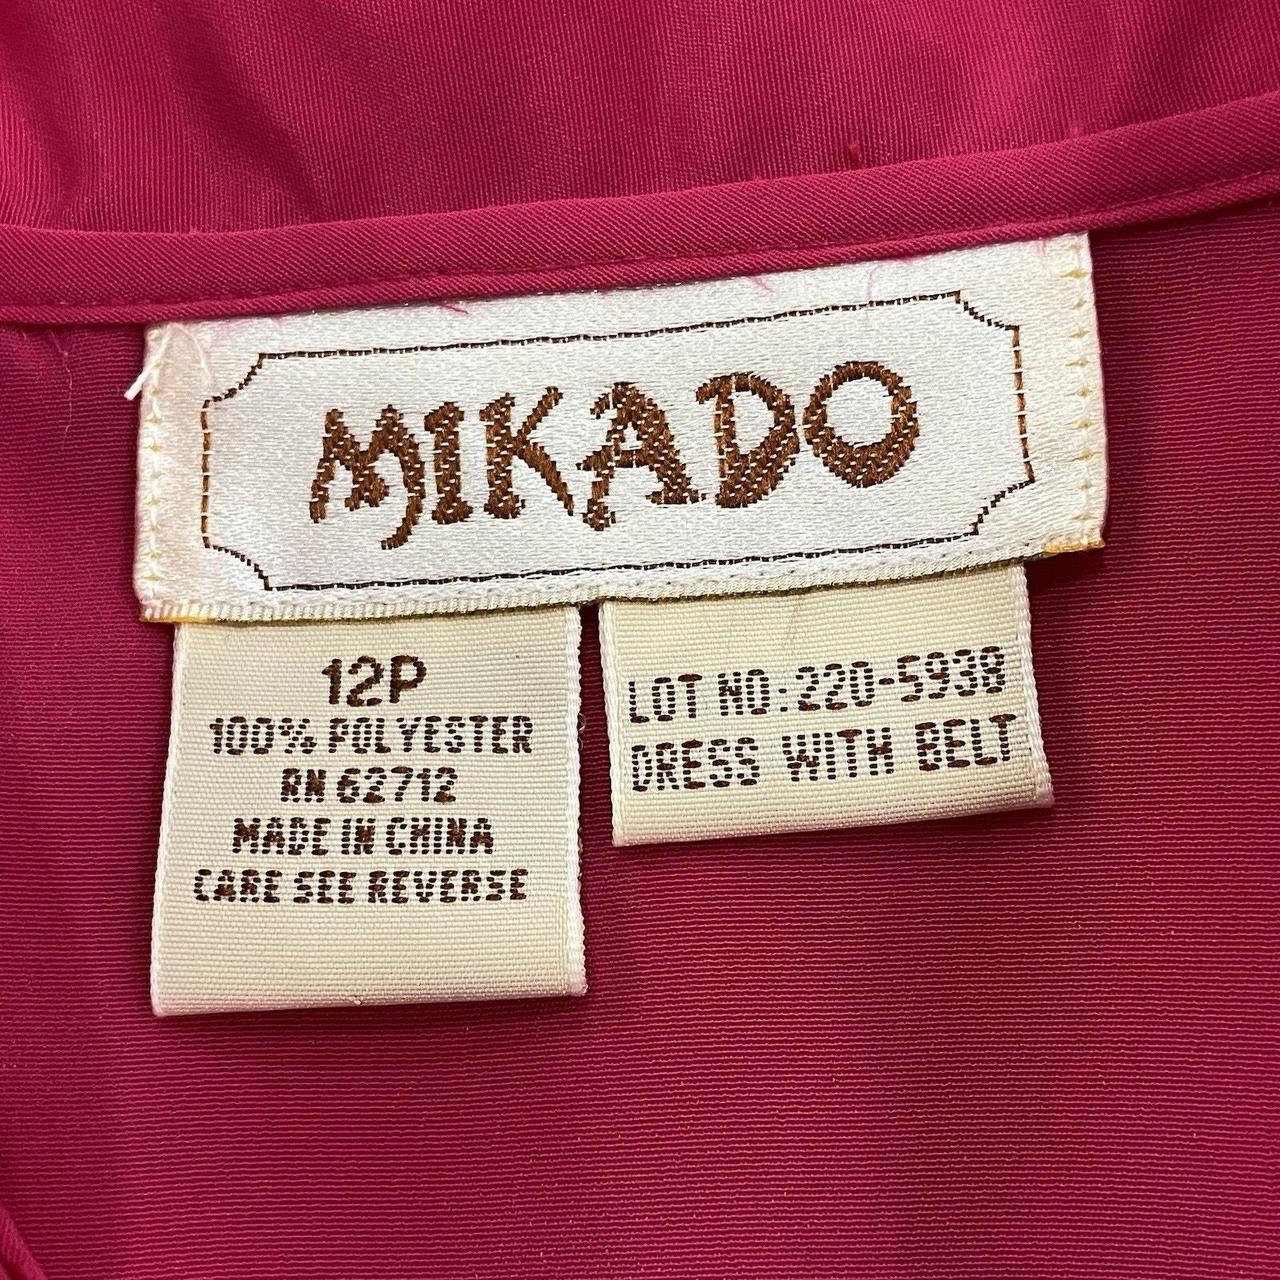 MIKADO
12P
100% POLYESTER
RN 62712
MADE IN CHINA
CARE SEE REVERSE
LOT NO:220-5938
DRESS WITH BELT